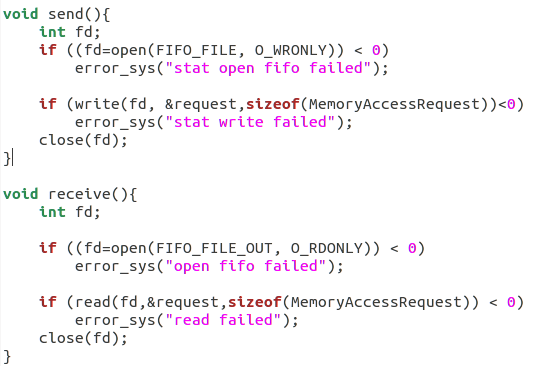 void send(){
    int fd;
    if ((fd=open(FIFO_FILE, O_WRONLY)) < 0)
        error_sys("stat open fifo failed");
    if (write(fd, &request,sizeof(MemoryAccessRequest))<0)
        error_sys("stat write failed");
    close(fd);
}
void receive(){
    int fd;
    if ((fd=open(FIFO_FILE_OUT, O_RDONLY)) < 0)
        error_sys("open fifo failed");
    if (read(fd,&request,sizeof(MemoryAccessRequest)) < 0)
        error_sys("read failed");
    close(fd);
}